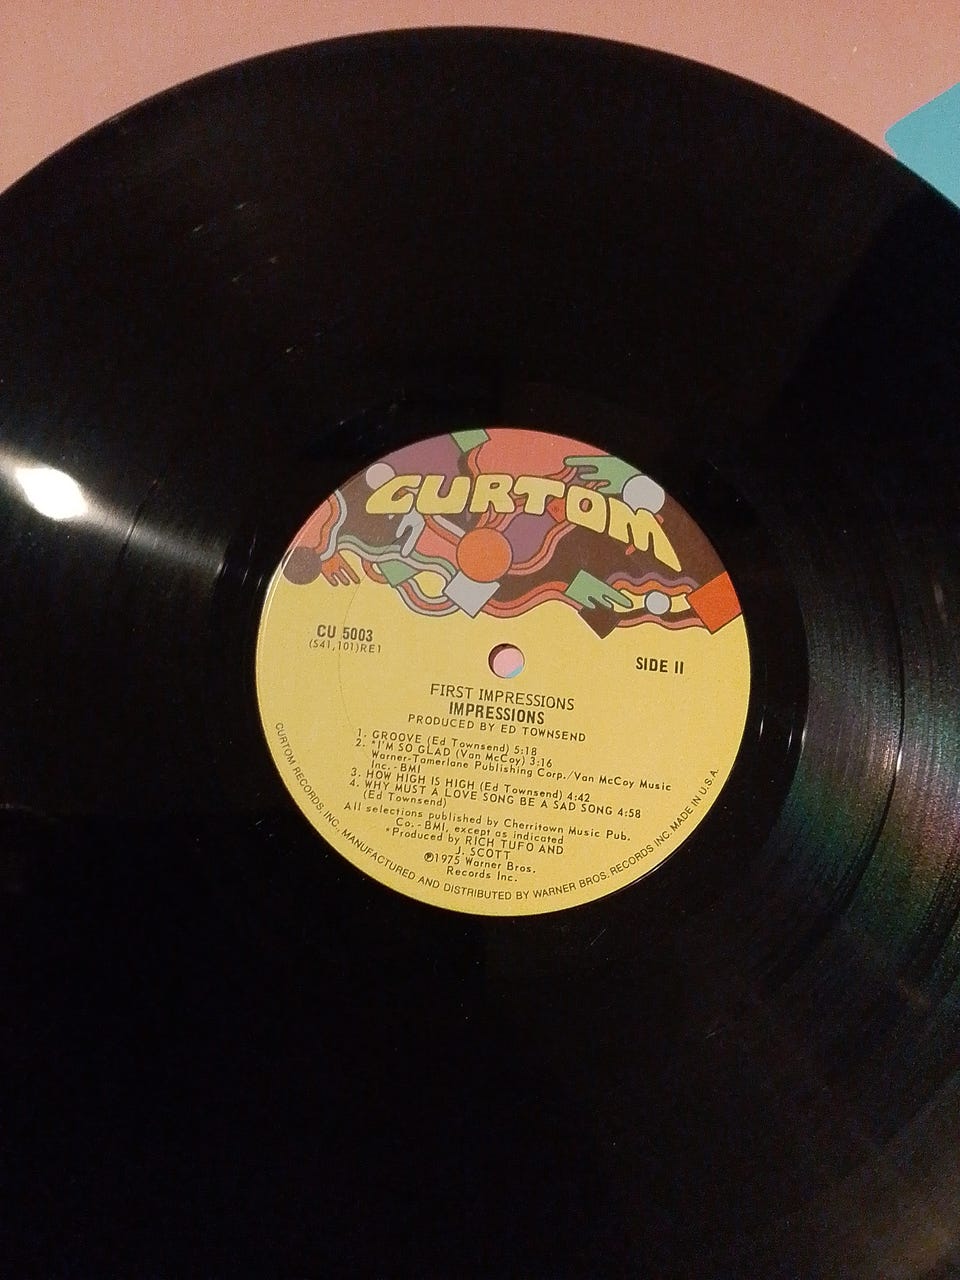 CURTOM
CU 5003
(S41,101)RE1
SIDE II
FIRST IMPRESSIONS
IMPRESSIONS
PRODUCED BY ED TOWNSEND
1. GROOVE (Ed Townsend) 5:18
2. *I'M SO GLAD (Van McCoy) 3:16
Warner-Tamerlane Publishing Corp./Van McCoy Music
Inc.-BMI
3. HOW HIGH IS HIGH (Ed Townsend) 4:42
4. WHY MUST A LOVE SONG BE A SAD SONG 4:58
(Ed Townsend)
All selections published by Cherritown Music Pub.
Co.-BMI, except as indicated
*Produced by RICH TUFO AND
J. SCOTT
℗1975 Warner Bros.
Records Inc.
CURTOM RECORDS, INC., MANUFACTURED AND DISTRIBUTED BY WARNER BROS. RECORDS INC. MADE IN U.S.A.